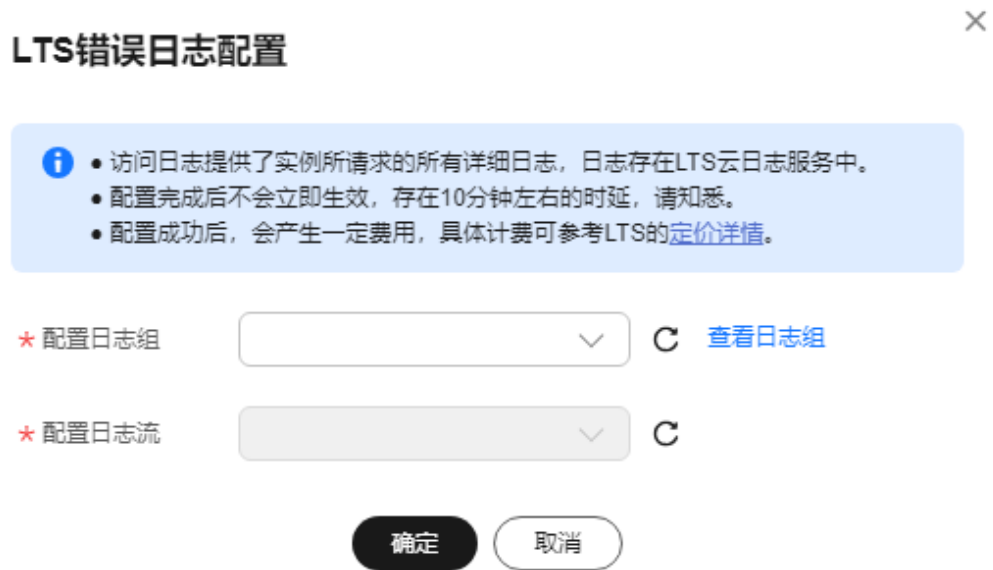 LTS错误日志配置
● 访问日志提供了实例所请求的所有详细日志，日志存在LTS云日志服务中。
● 配置完成后不会立即生效，存在10分钟左右的时延，请知悉。
● 配置成功后，会产生一定费用，具体计费可参考LTS的定价详情。
* 配置日志组 查看日志组
* 配置日志流
确定 取消